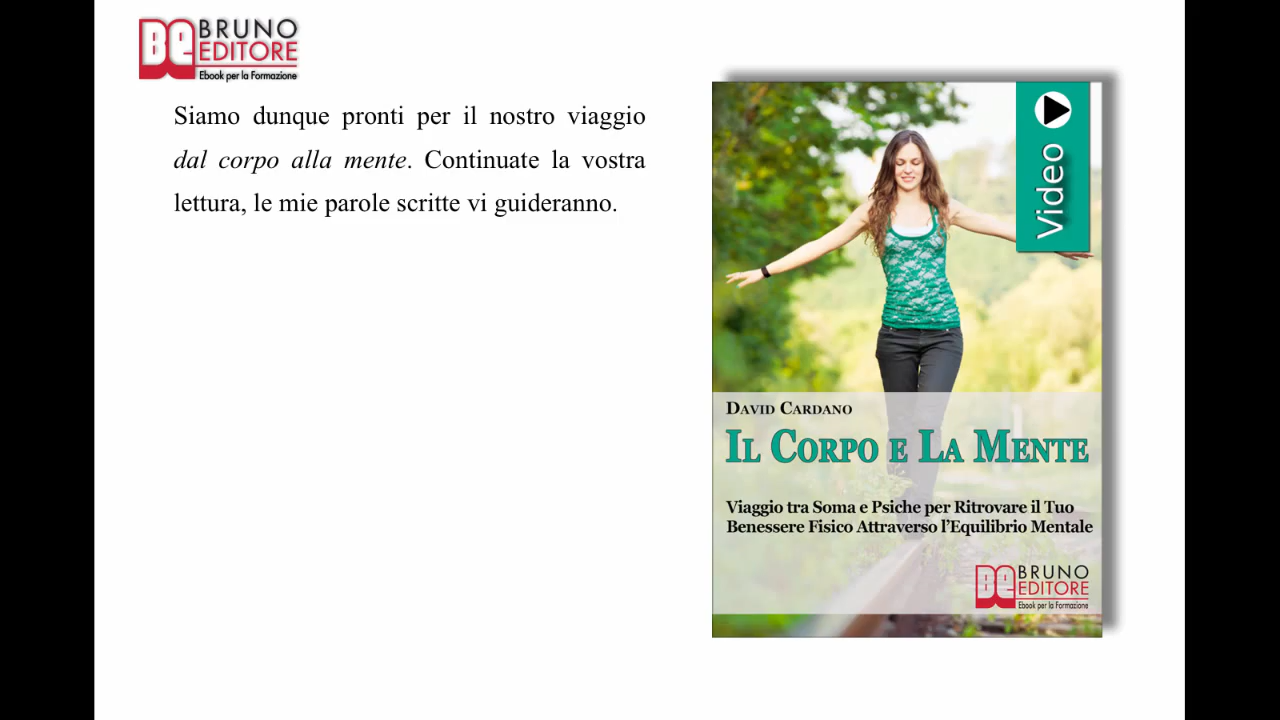 BRUNO
EDITORE
Ebook per la Formazione
Siamo dunque pronti per il nostro viaggio
dal corpo alla mente. Continuate la vostra
lettura, le mie parole scritte vi guideranno.
Video
DAVID CARDANO
IL CORPO E LA MENTE
Viaggio tra Soma e Psiche per Ritrovare il Tuo
Benessere Fisico Attraverso l'Equilibrio Mentale
BRUNO
EDITORE
Ebook per la Formazione